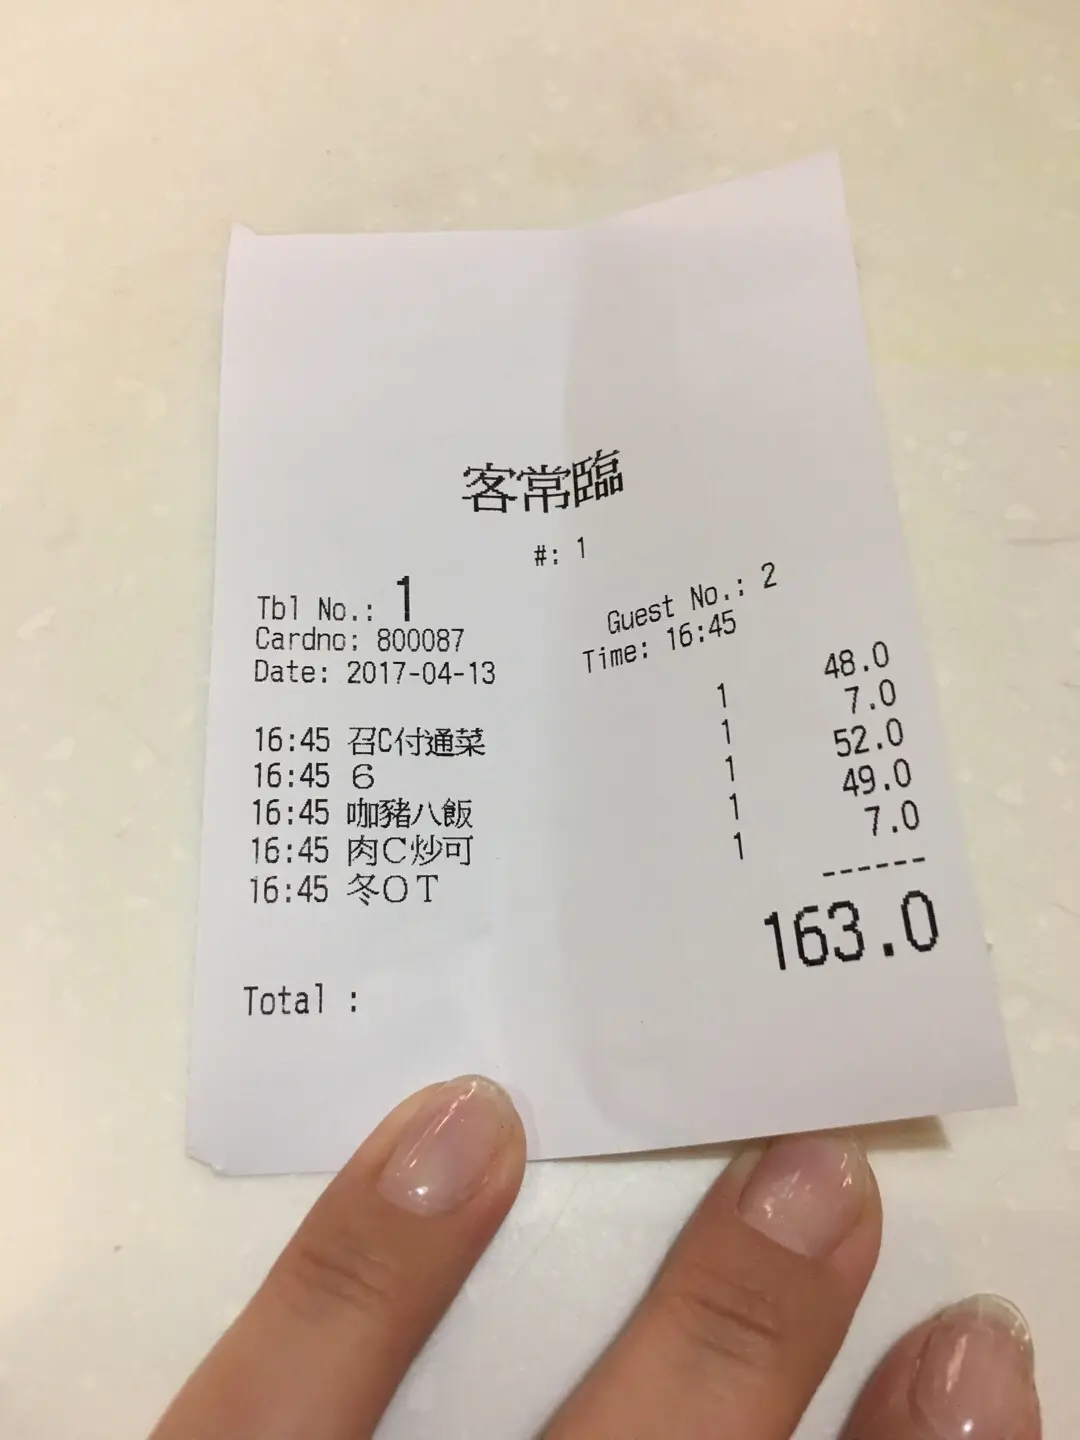 客常臨
#: 1
Tbl No.: 1 Guest No.: 2
Cardno: 800087 Time: 16:45
Date: 2017-04-13
16:45 召C付通菜 1 48.0
16:45 6 1 7.0
16:45 咖豬八飯 1 52.0
16:45 肉C炒可 1 49.0
16:45 冬OT 1 7.0
------
Total : 163.0